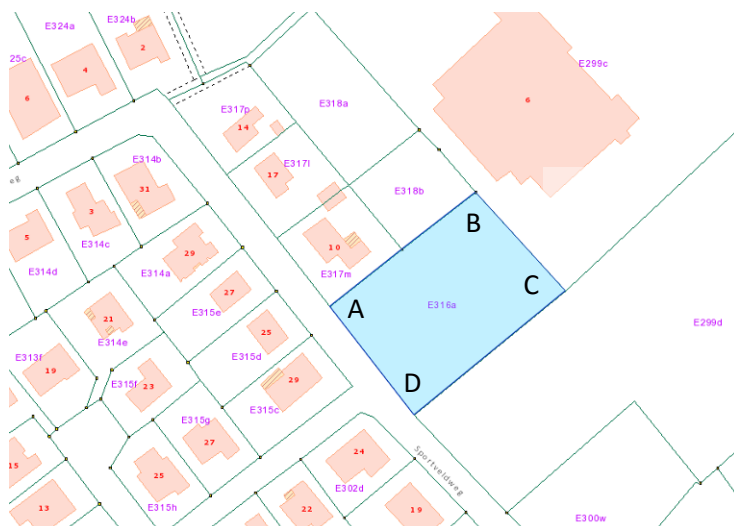 E324a
E324b
2
25c
4
6
E299c
6
E318a
E317p
14
E314b
E317l
17
eg
31
E318b
3
B
5
E314c
10
29
E314d
E314a
E317m
27
A
E316a
C
E315e
21
25
E299d
E314e
E313f
E315d
19
E315f
23
29
D
E315c
E315g
27
24
Sportveldweg
15
25
E302d
E315h
13
22
19
E300w